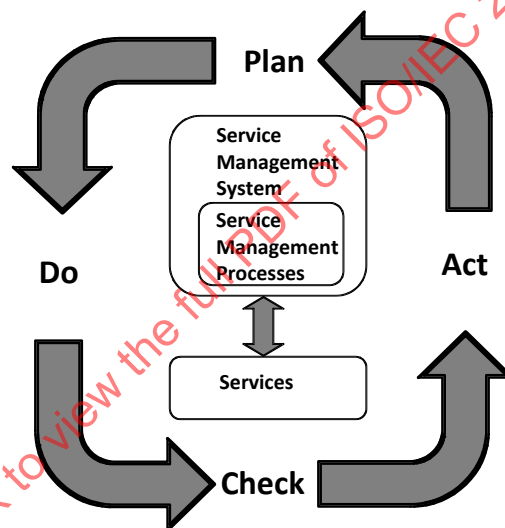 Plan
Service
Management
System
Service
Management
Processes
Do
Act
Services
Check
to view the full PDF of ISO/IEC 2